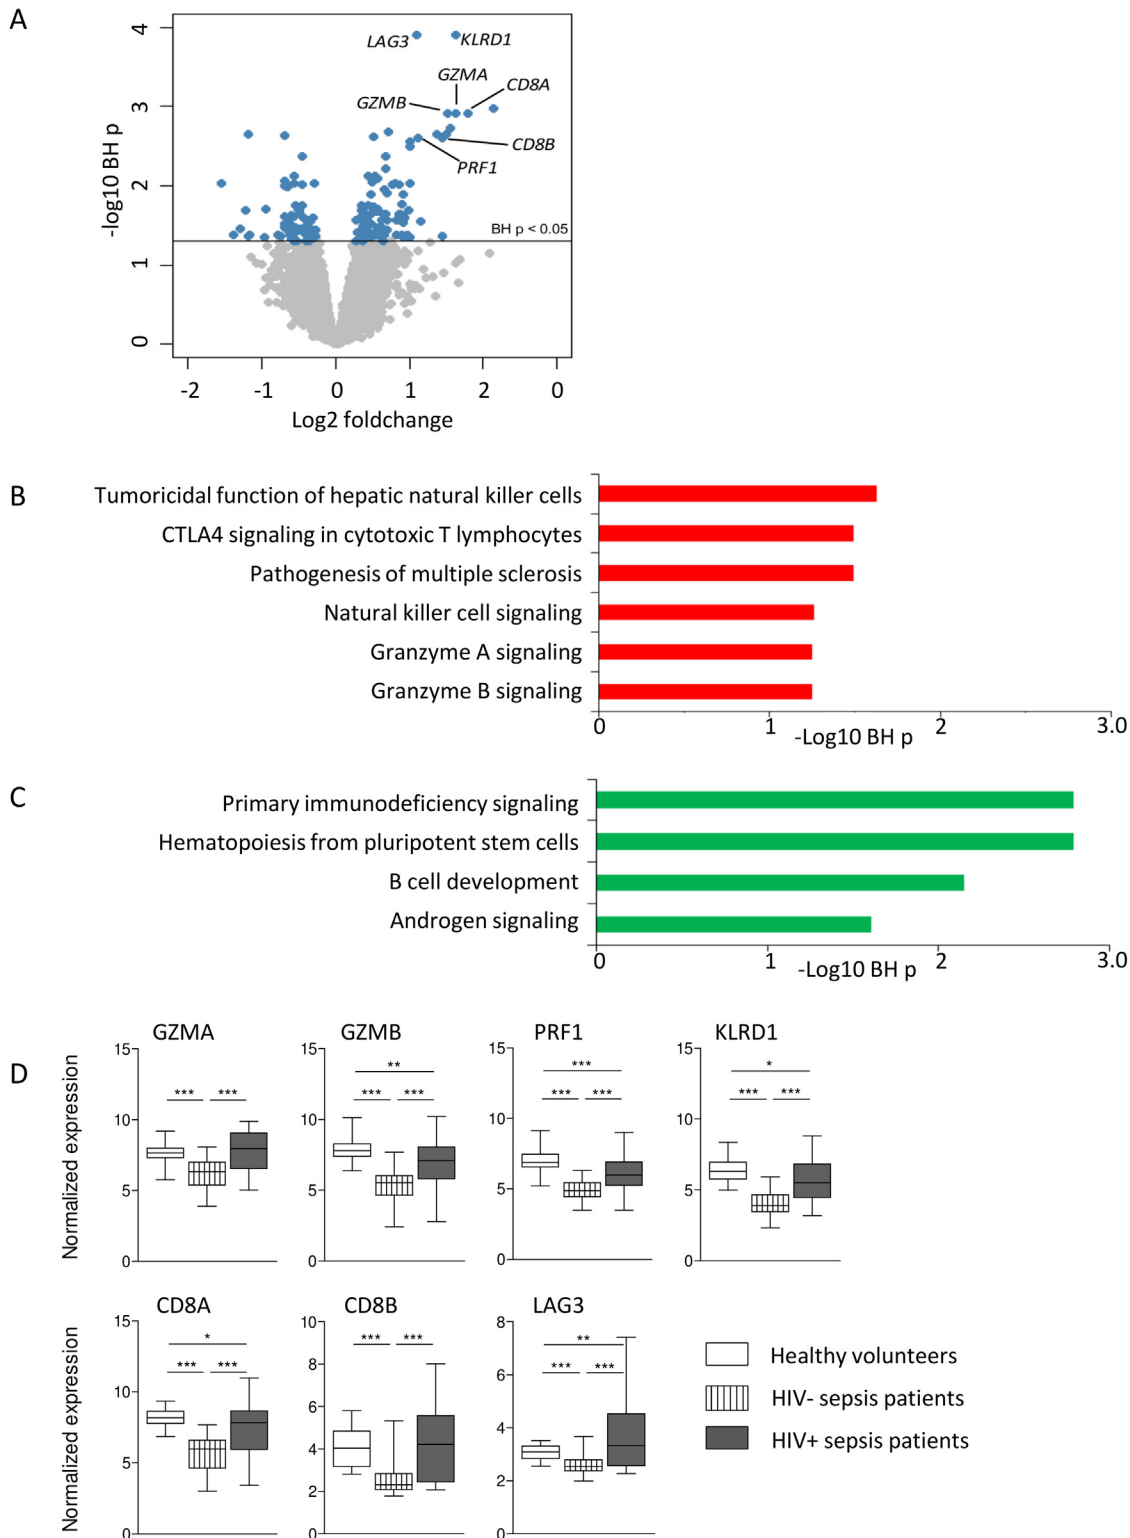 A
4
3
2
1
0
-log10 BH p
LAG3
KLRD1
GZMA
CD8A
GZMB
CD8B
PRF1
BH p < 0.05
-2 -1 0 1 2 0
Log2 foldchange
B
Tumoricidal function of hepatic natural killer cells
CTLA4 signaling in cytotoxic T lymphocytes
Pathogenesis of multiple sclerosis
Natural killer cell signaling
Granzyme A signaling
Granzyme B signaling
0 1 2 3.0
-Log10 BH p
C
Primary immunodeficiency signaling
Hematopoiesis from pluripotent stem cells
B cell development
Androgen signaling
0 1 2 3.0
-Log10 BH p
D
Normalized expression
GZMA
15
10
5
0
*** ***
GZMB
15
10
5
0
**
*** ***
PRF1
15
10
5
0
***
*** ***
KLRD1
15
10
5
0
*
*** ***
Normalized expression
CD8A
15
10
5
0
*
*** ***
CD8B
10
8
6
4
2
0
*** ***
LAG3
8
6
4
2
0
**
*** ***
Healthy volunteers
HIV- sepsis patients
HIV+ sepsis patients